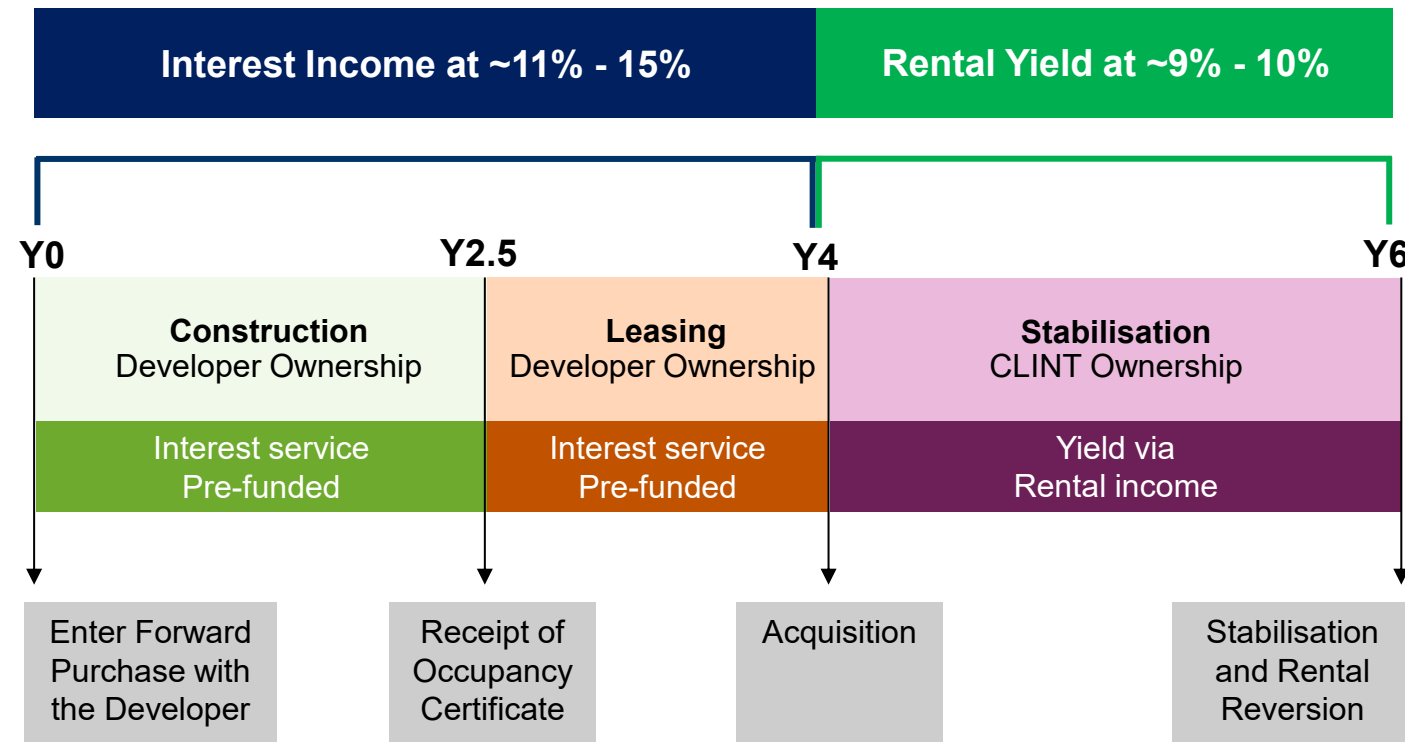 Interest Income at ~11% - 15%
Rental Yield at ~9% - 10%
Y0
Y2.5
Y4
Y6
Construction
Developer Ownership
Leasing
Developer Ownership
Stabilisation
CLINT Ownership
Interest service
Pre-funded
Interest service
Pre-funded
Yield via
Rental income
Enter Forward
Purchase with
the Developer
Receipt of
Occupancy
Certificate
Acquisition
Stabilisation
and Rental
Reversion